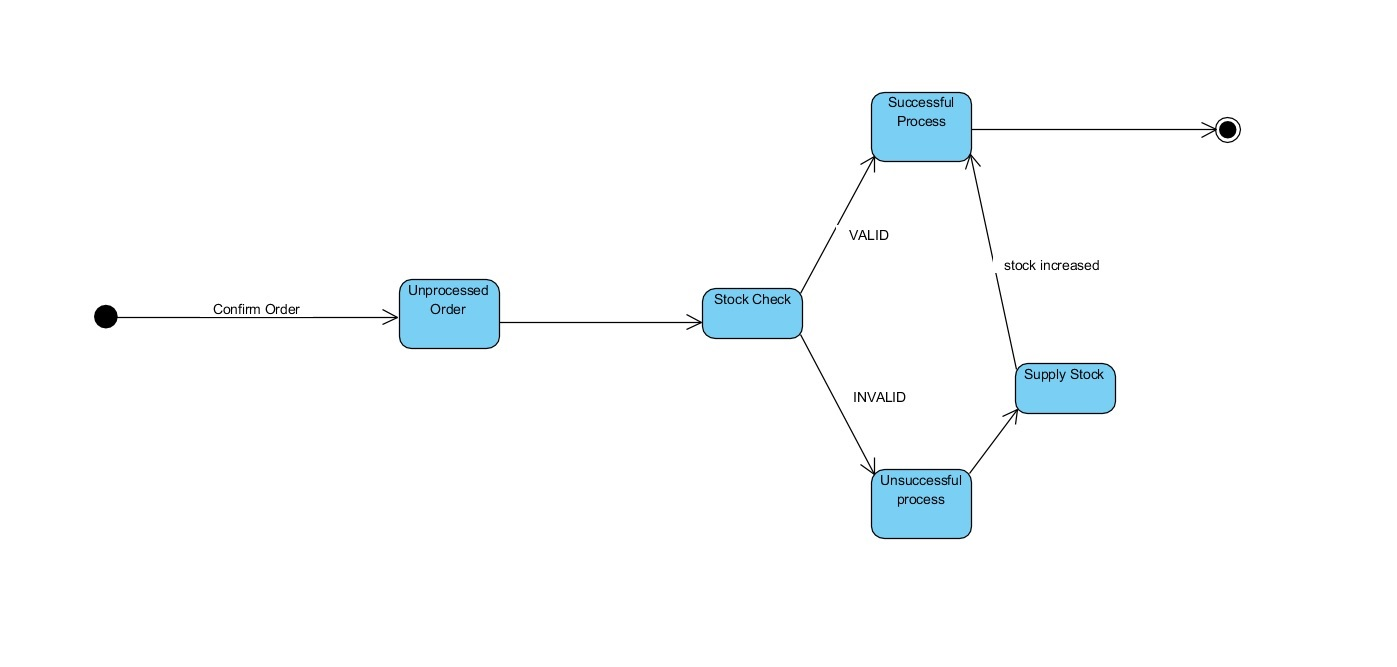 Successful
Process
VALID
stock increased
Unprocessed
Order
Confirm Order
Stock Check
Supply Stock
INVALID
Unsuccessful
process